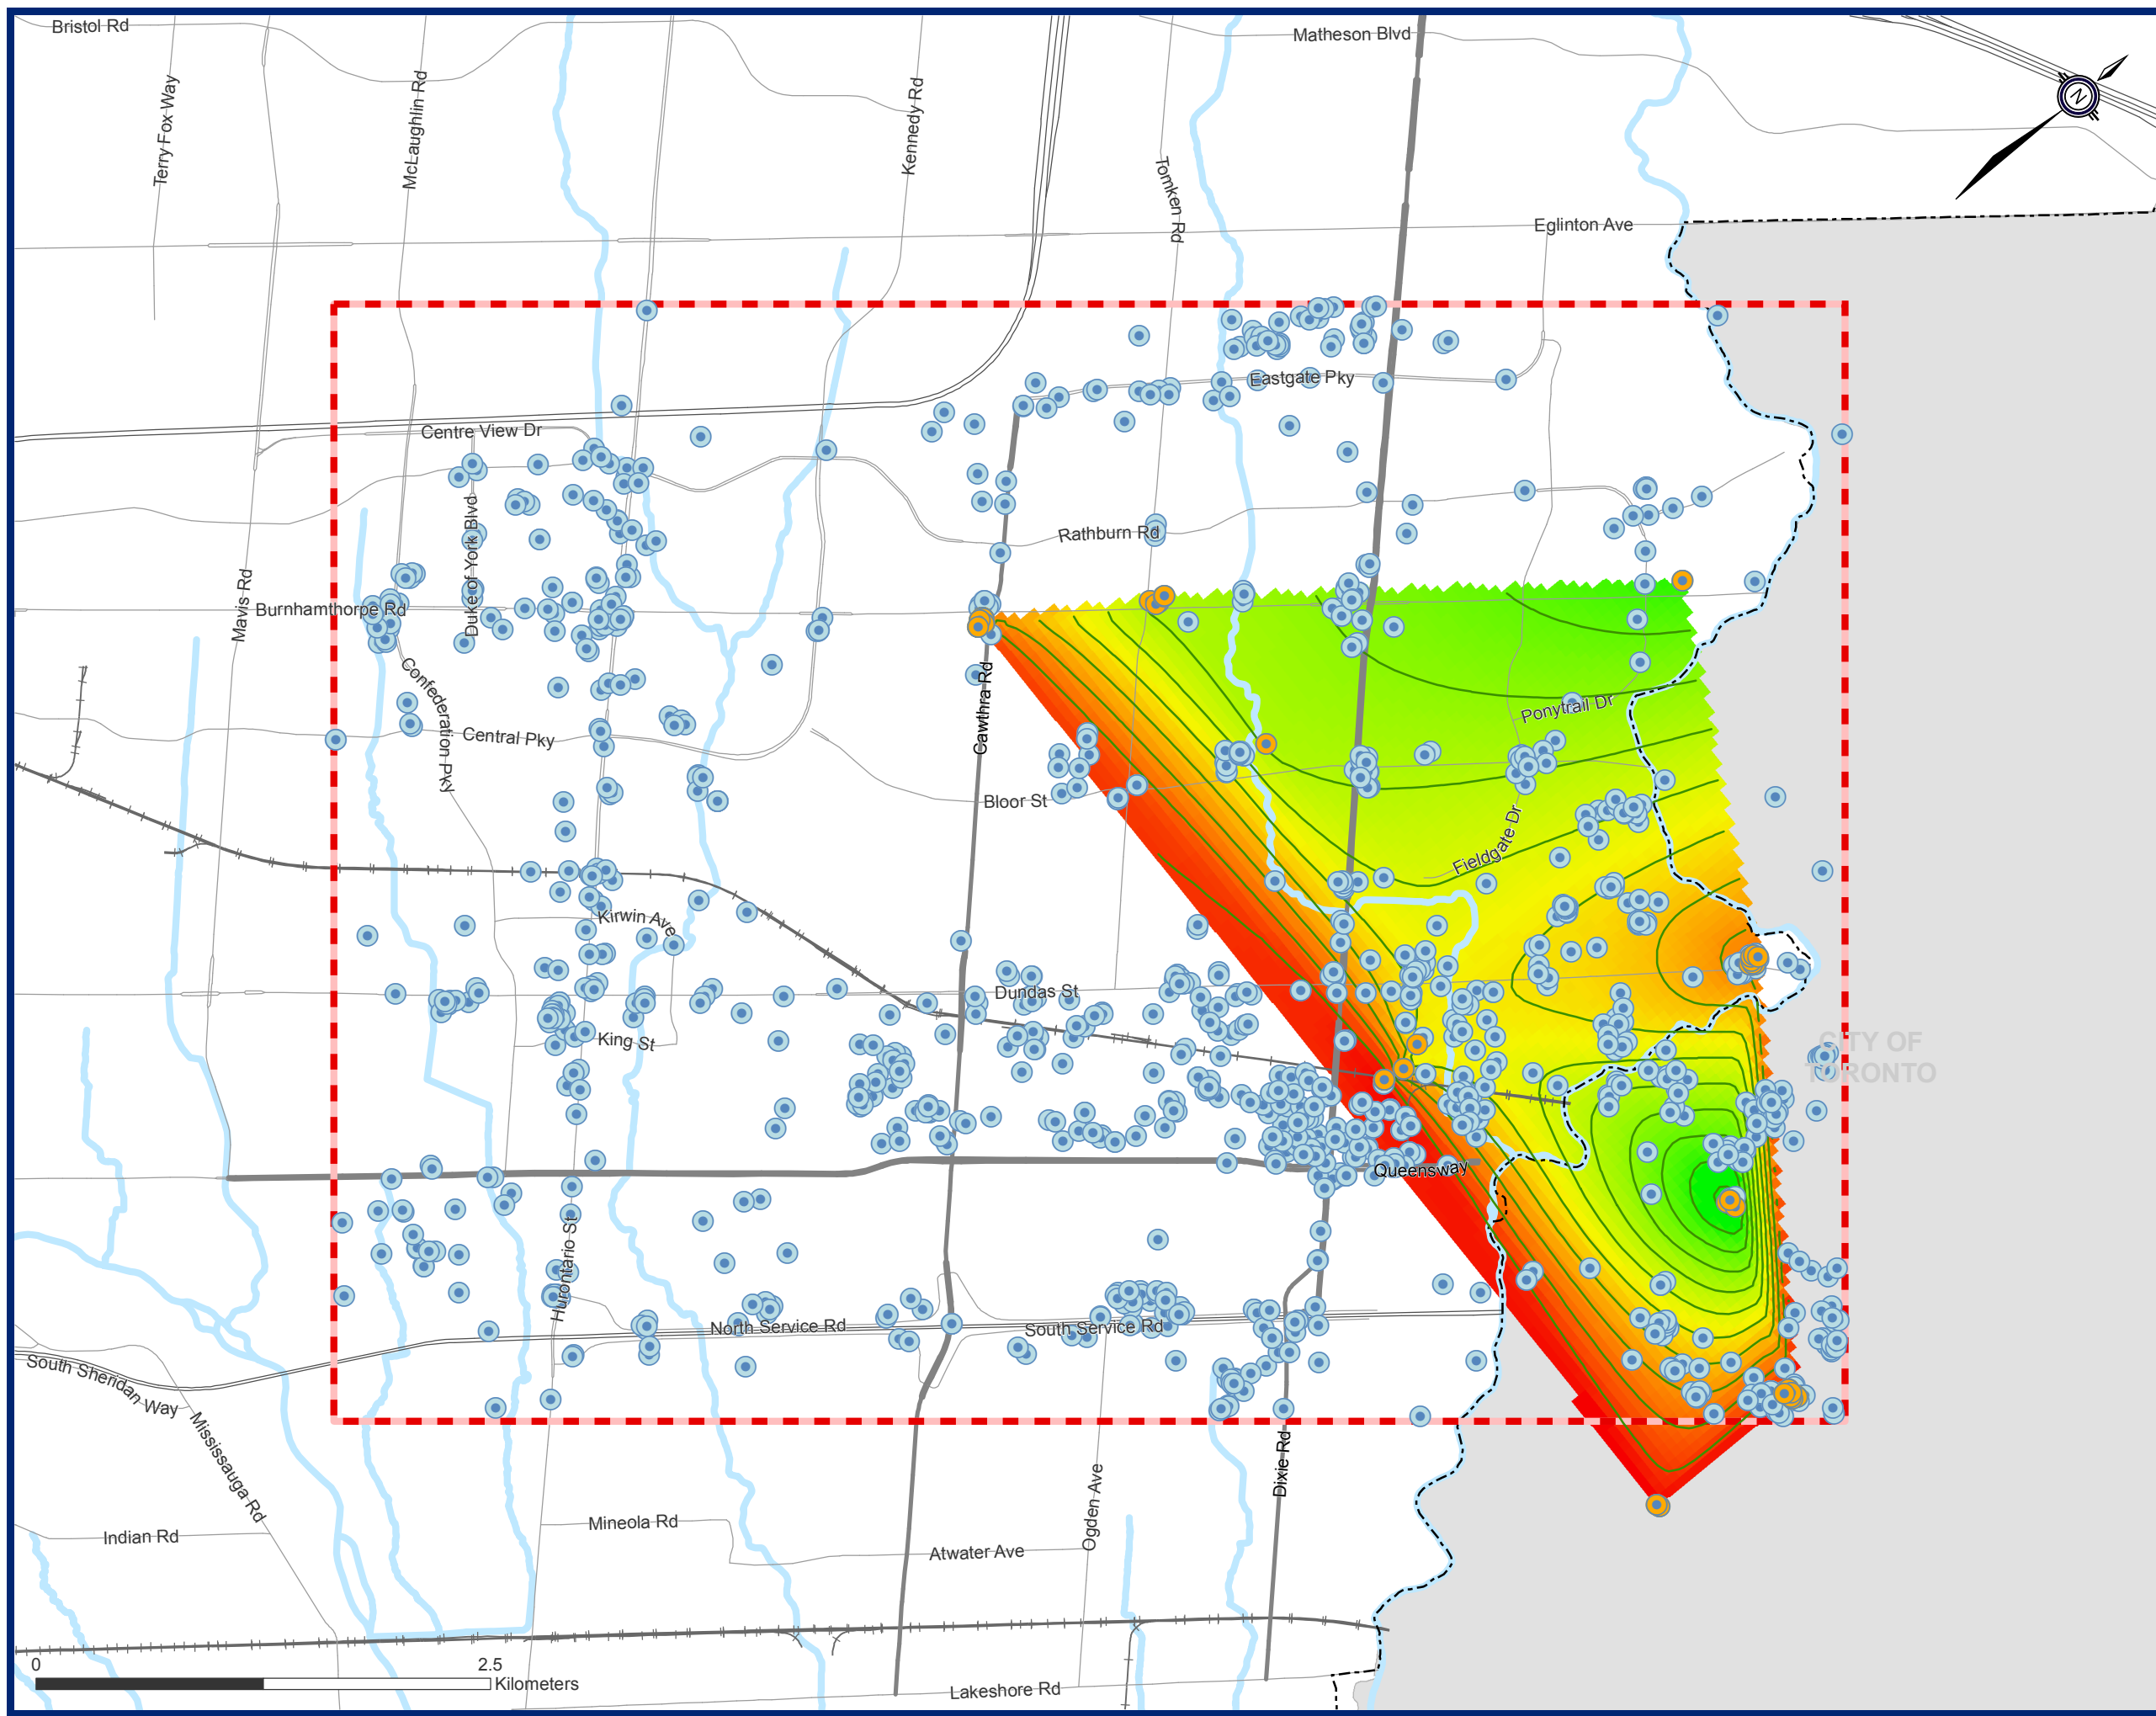 Bristol Rd
Matheson Blvd
Terry Fox Way
McLaughlin Rd
Kennedy Rd
N
Tomken Rd
Eglinton Ave
Eastgate Pky
Centre View Dr
Rathburn Rd
Duke of York Blvd
Mavis Rd
Burnhamthorpe Rd
Confederation Pky
Cawthra Rd
Ponytrail Dr
Central Pky
Bloor St
Fieldgate Dr
Kirwin Ave
Dundas St
King St
CITY OF
TORONTO
Queensway
Hurontario St
North Service Rd
South Service Rd
South Sheridan Way
Mississauga Rd
Dixie Rd
Ogden Ave
Mineola Rd
Indian Rd
Atwater Ave
0
2.5
Kilometers
Lakeshore Rd